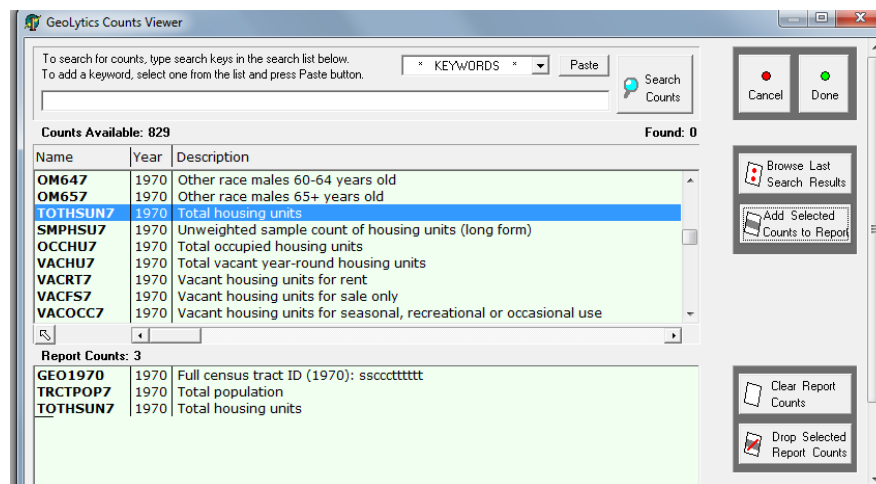 GeoLytics Counts Viewer
To search for counts, type search keys in the search list below.
To add a keyword, select one from the list and press Paste button.
* KEYWORDS *
Paste
Search
Counts
Cancel
Done
Counts Available: 829
Found: 0
Name Year Description
OM647 1970 Other race males 60-64 years old
OM657 1970 Other race males 65+ years old
TOTHSUN7 1970 Total housing units
SMPHSU7 1970 Unweighted sample count of housing units (long form)
OCCHU7 1970 Total occupied housing units
VACHU7 1970 Total vacant year-round housing units
VACRT7 1970 Vacant housing units for rent
VACFS7 1970 Vacant housing units for sale only
VACOCC7 1970 Vacant housing units for seasonal, recreational or occasional use
Browse Last
Search Results
Add Selected
Counts to Report
Report Counts: 3
GEO1970 1970 Full census tract ID (1970): ssccctttttt
TRCTPOP7 1970 Total population
TOTHSUN7 1970 Total housing units
Clear Report
Counts
Drop Selected
Report Counts